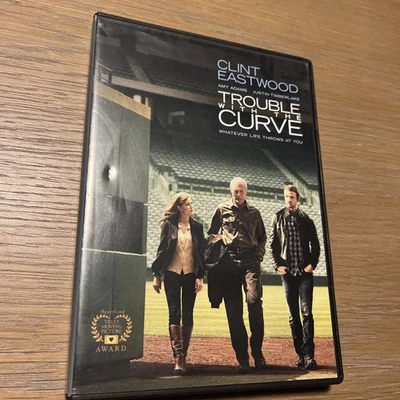 CLINT
EASTWOOD
AMY ADAMS JUSTIN TIMBERLAKE
TROUBLE
WITH THE
CURVE
WHATEVER LIFE THROWS AT YOU
Heartland
TRULY MOVING
PICTURE
AWARD